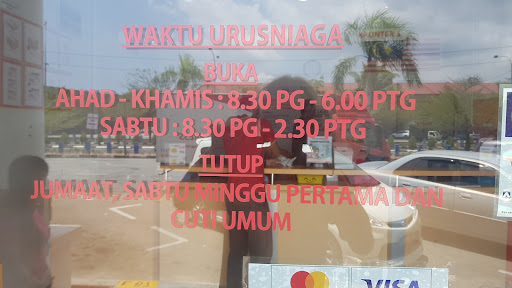 WAKTU URUSNIAGA
BUKA
AHAD - KHAMIS : 8.30 PG - 6.00 PTG
SABTU : 8.30 PG - 2.30 PTG
TUTUP
JUMAAT, SABTU MINGGU PERTAMA DAN
CUTI UMUM
VISA